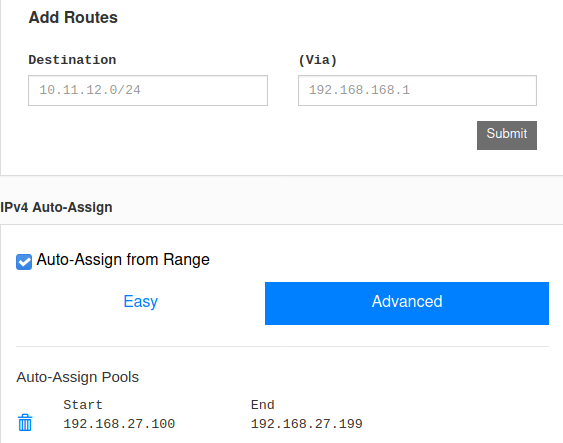 Add Routes
Destination (Via)
10.11.12.0/24 192.168.168.1
Submit
IPv4 Auto-Assign
Auto-Assign from Range
Easy Advanced
Auto-Assign Pools
Start End
192.168.27.100 192.168.27.199